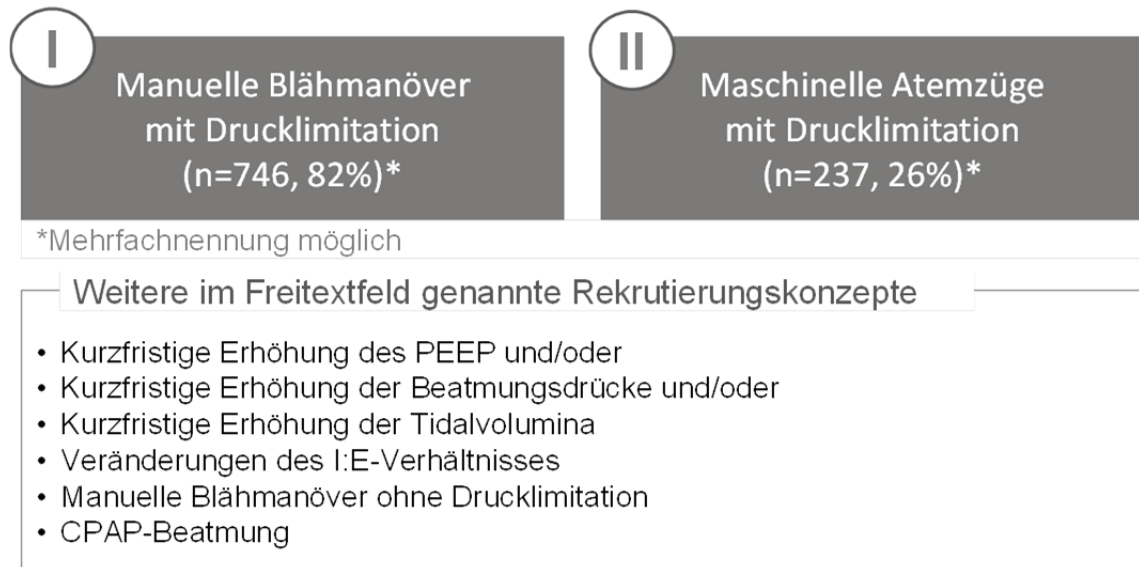 I
Manuelle Blähmanöver
mit Drucklimitation
(n=746, 82%)*
II
Maschinelle Atemzüge
mit Drucklimitation
(n=237, 26%)*
*Mehrfachnennung möglich
Weitere im Freitextfeld genannte Rekrutierungskonzepte
• Kurzfristige Erhöhung des PEEP und/oder
• Kurzfristige Erhöhung der Beatmungsdrücke und/oder
• Kurzfristige Erhöhung der Tidalvolumina
• Veränderungen des I:E-Verhältnisses
• Manuelle Blähmanöver ohne Drucklimitation
• CPAP-Beatmung